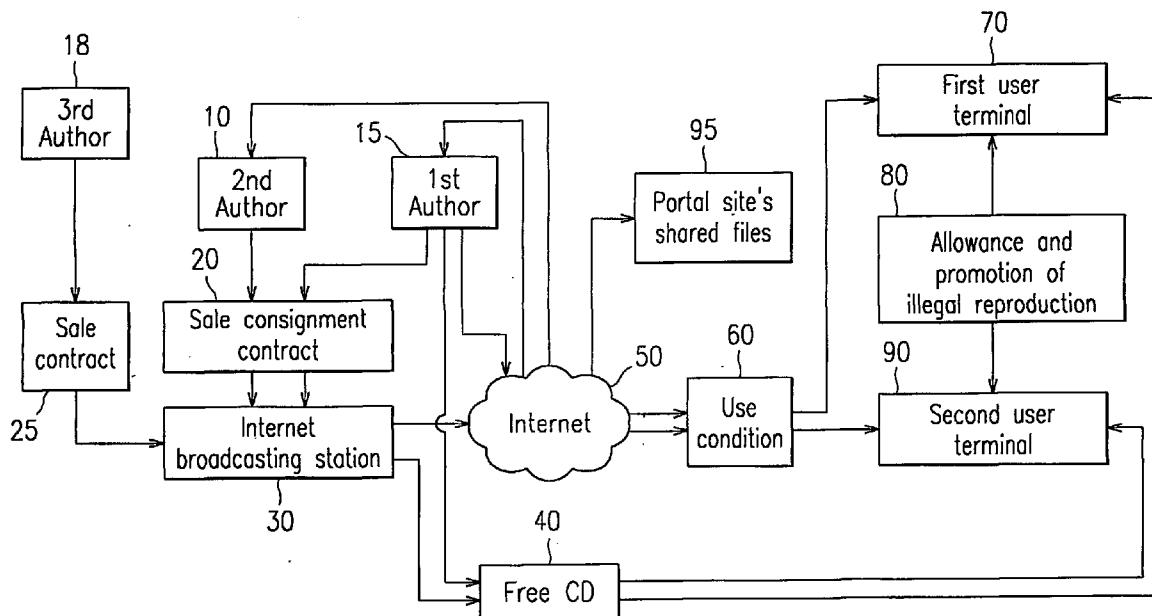 18
3rd
Author
10
2nd
Author
15
1st
Author
95
Portal site's
shared files
70
First user
terminal
80
Allowance and
promotion of
illegal reproduction
20
Sale consignment
contract
Sale
contract
25
Internet
broadcasting station
30
50
Internet
60
Use
condition
90
Second user
terminal
40
Free CD